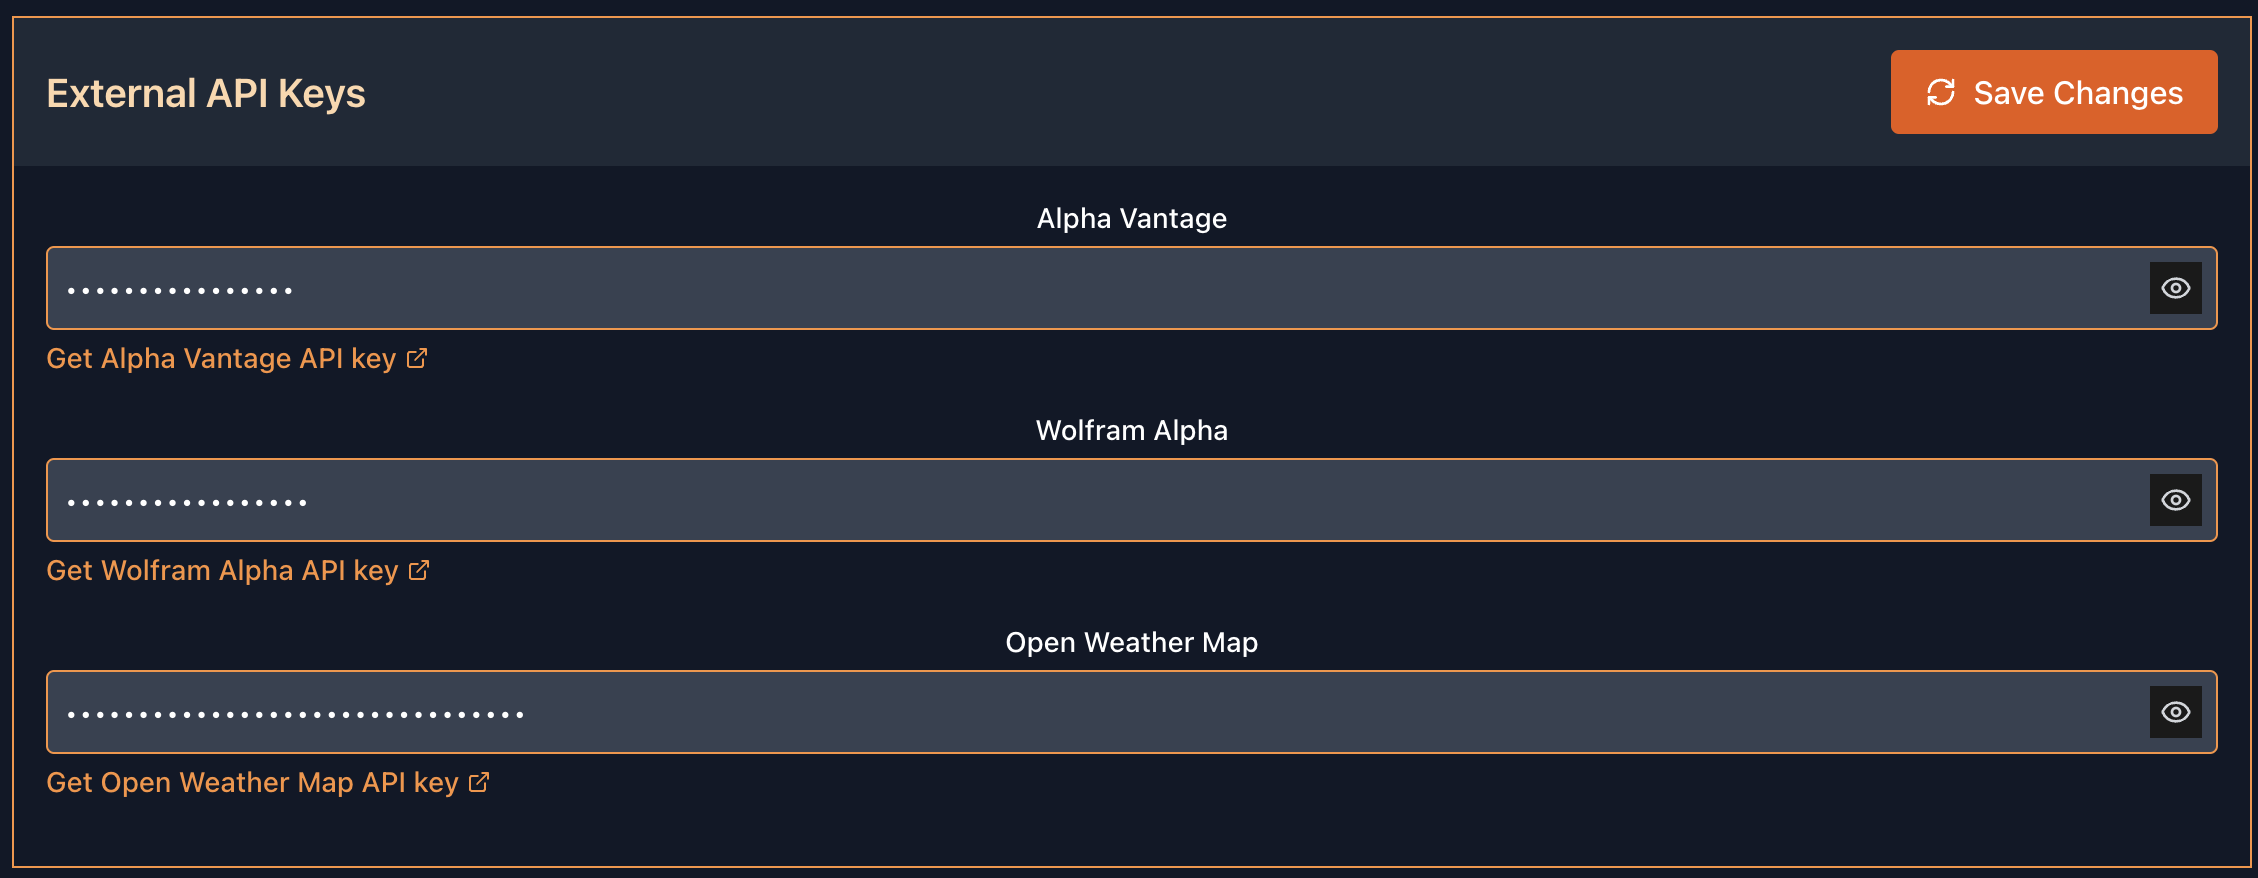 External API Keys
Save Changes
Alpha Vantage
••••••••••••••••
Get Alpha Vantage API key
Wolfram Alpha
•••••••••••••••••
Get Wolfram Alpha API key
Open Weather Map
••••••••••••••••••••••••••••••••
Get Open Weather Map API key